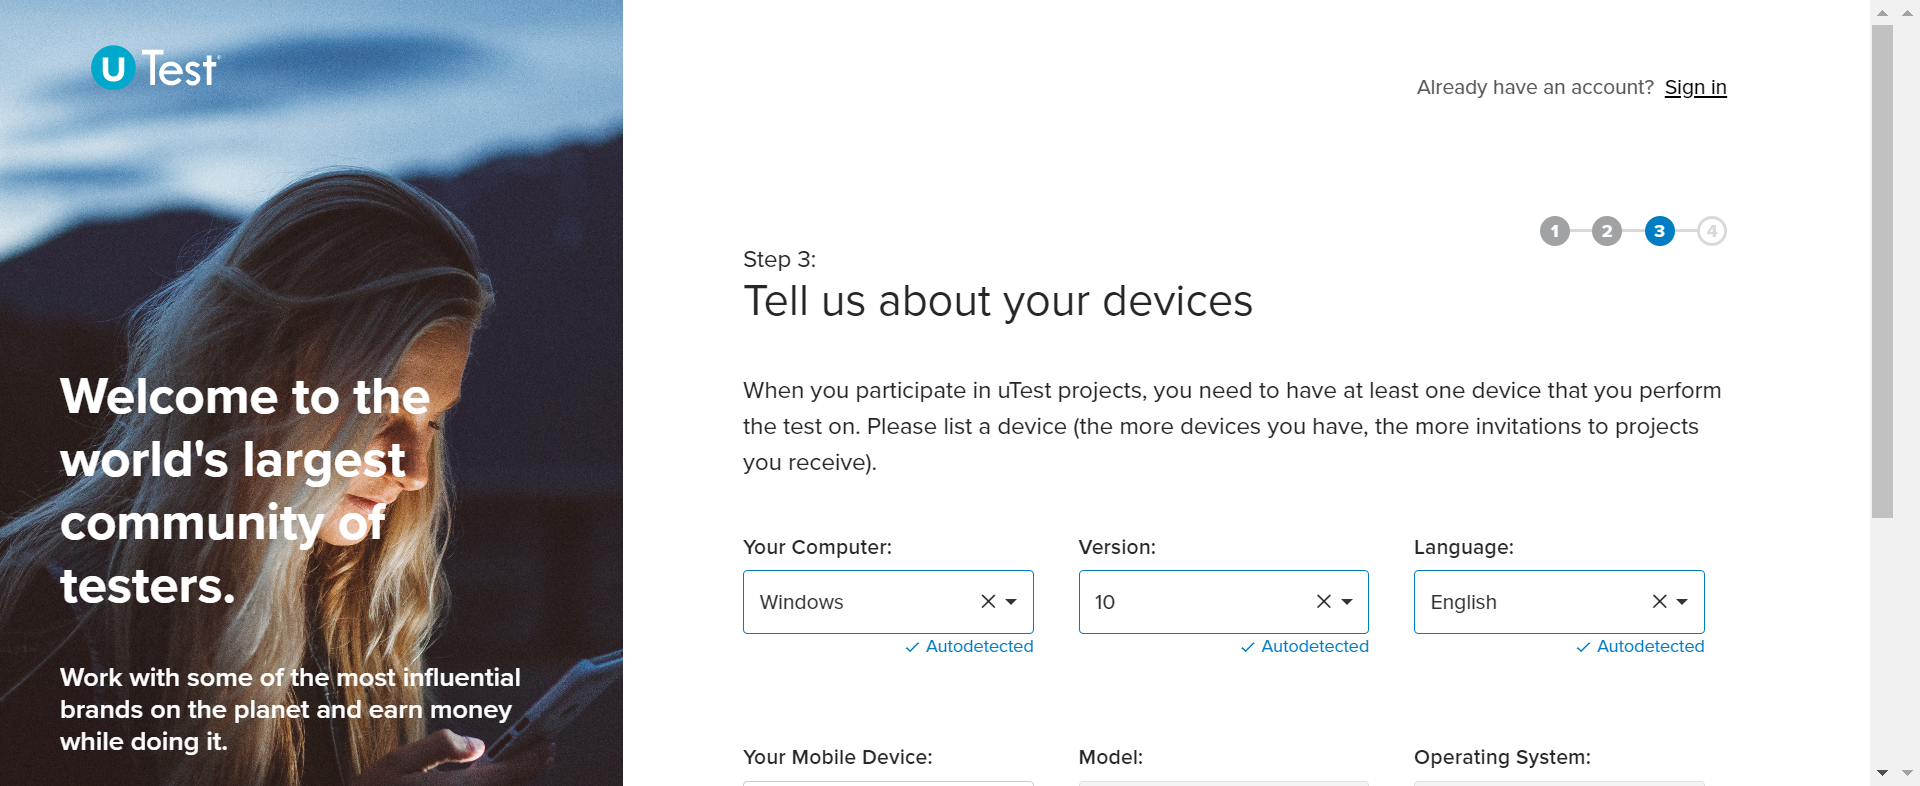 u Test
Welcome to the
world's largest
community of
testers.
Work with some of the most influential
brands on the planet and earn money
while doing it.
Already have an account? Sign in
1 2 3 4
Step 3:
Tell us about your devices
When you participate in uTest projects, you need to have at least one device that you perform
the test on. Please list a device (the more devices you have, the more invitations to projects
you receive).
Your Computer: Version: Language:
Windows 10 English
Autodetected Autodetected Autodetected
Your Mobile Device: Model: Operating System: